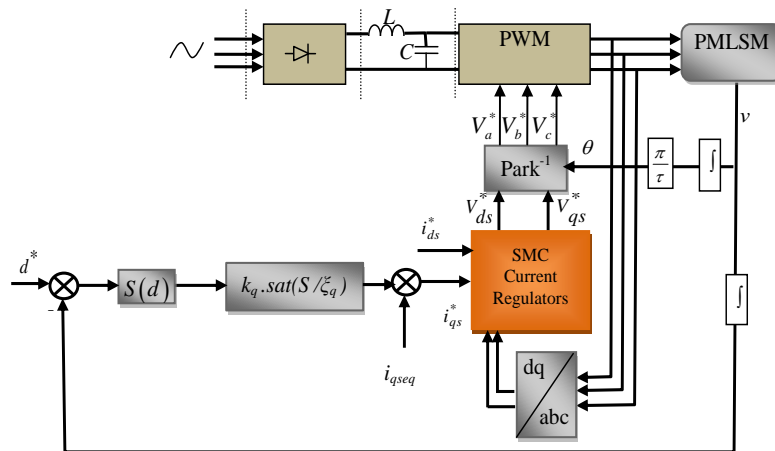 L
C
PWM
PMLSM
V_a^* V_b^* V_c^*
v
θ
π/τ
∫
Park^-1
V_ds^* V_qs^*
i_ds^*
SMC
Current
Regulators
d^*
-
S(d)
k_q.sat(S/ξ_q)
i_qs^*
∫
i_qseq
dq
abc